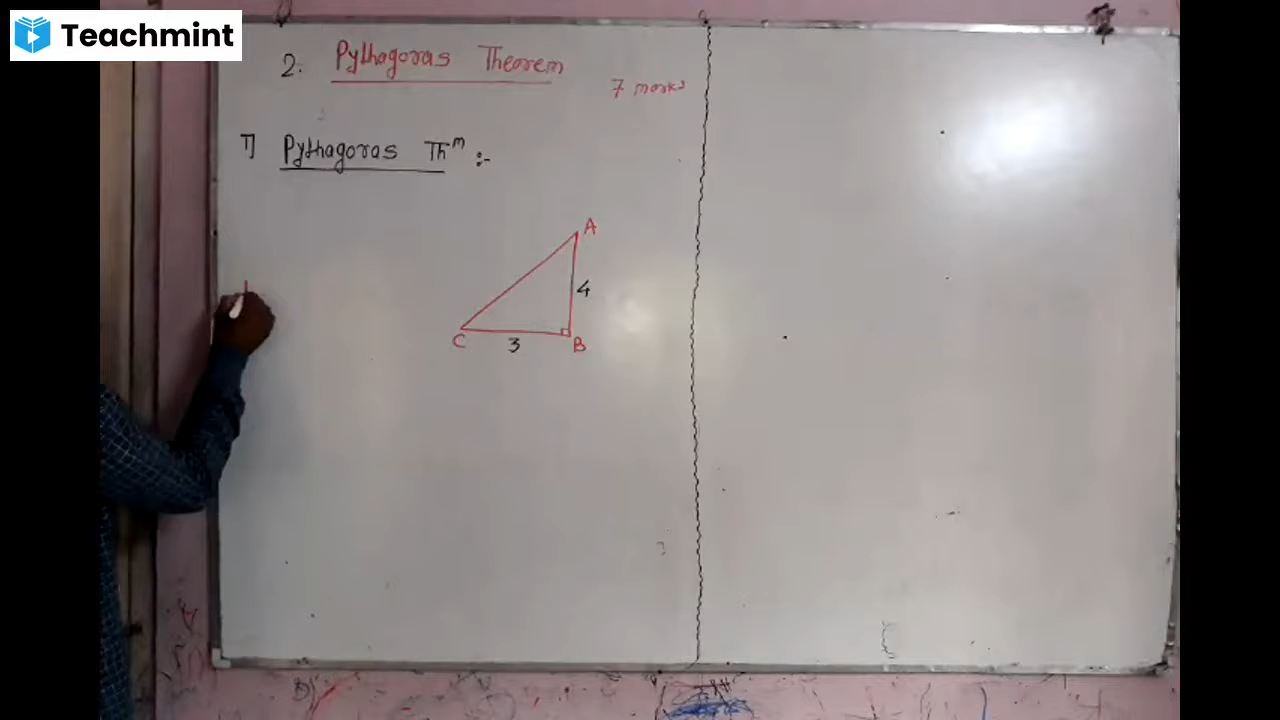 Teachmint
2. Pythagoras Theorem
7 marks
1) Pythagoras Thᵐ :-
A
4
C
3
B